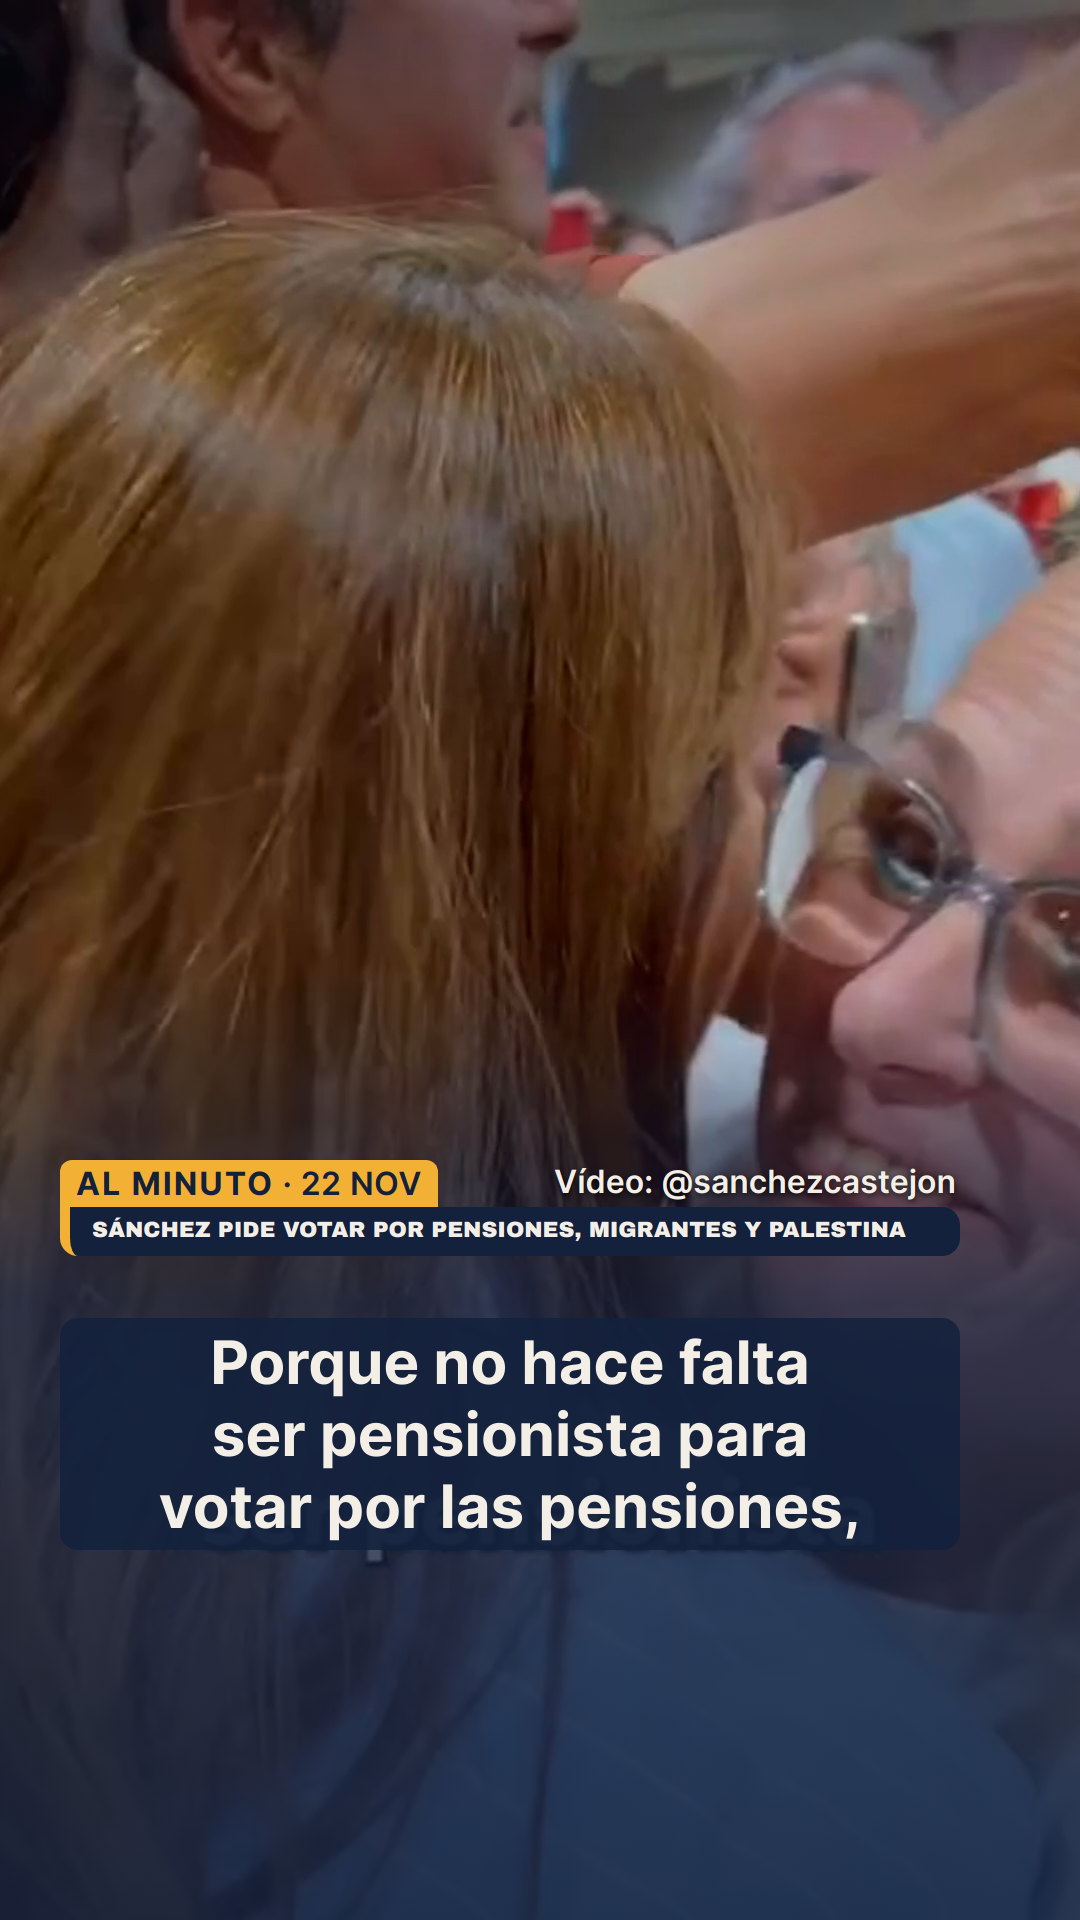 AL MINUTO · 22 NOV
Vídeo: @sanchezcastejon
SÁNCHEZ PIDE VOTAR POR PENSIONES, MIGRANTES Y PALESTINA
Porque no hace falta
ser pensionista para
votar por las pensiones,